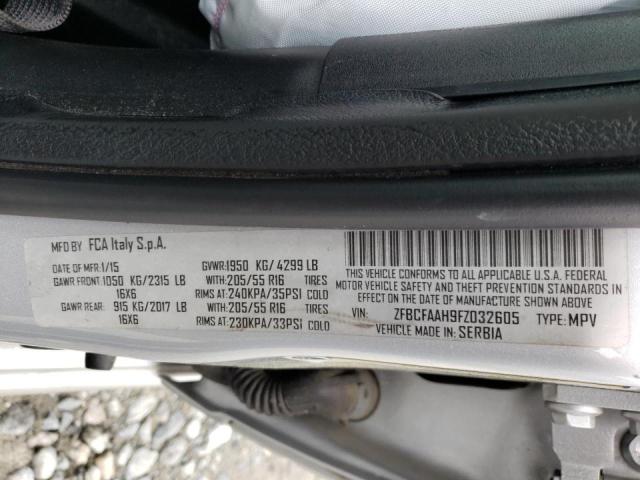 MFD BY FCA Italy S.p.A.
DATE OF MFR 1/15 GVWR:1950 KG/ 4299 LB
GAWR FRONT:1050 KG/2315 LB WITH:205/55 R16 TIRES
16X6 RIMS AT:240KPA/35PSI COLD
GAWR REAR: 915 KG/2017 LB WITH:205/55 R16 TIRES
16X6 RIMS AT:230KPA/33PSI COLD
THIS VEHICLE CONFORMS TO ALL APPLICABLE U.S.A. FEDERAL
MOTOR VEHICLE SAFETY, BUMPER, AND THEFT PREVENTION
STANDARDS IN EFFECT ON THE DATE OF MANUFACTURE SHOWN ABOVE.
VIN: ZFBCFAAH9FZ032605 TYPE: MPV
VEHICLE MADE IN SERBIA